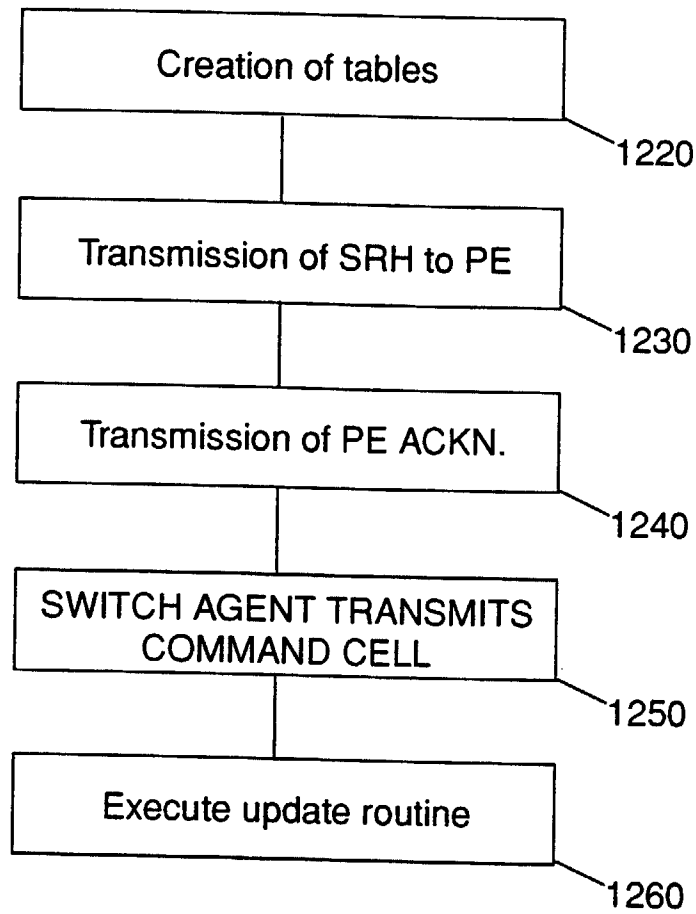 Creation of tables
1220
Transmission of SRH to PE
1230
Transmission of PE ACKN.
1240
SWITCH AGENT TRANSMITS
COMMAND CELL
1250
Execute update routine
1260